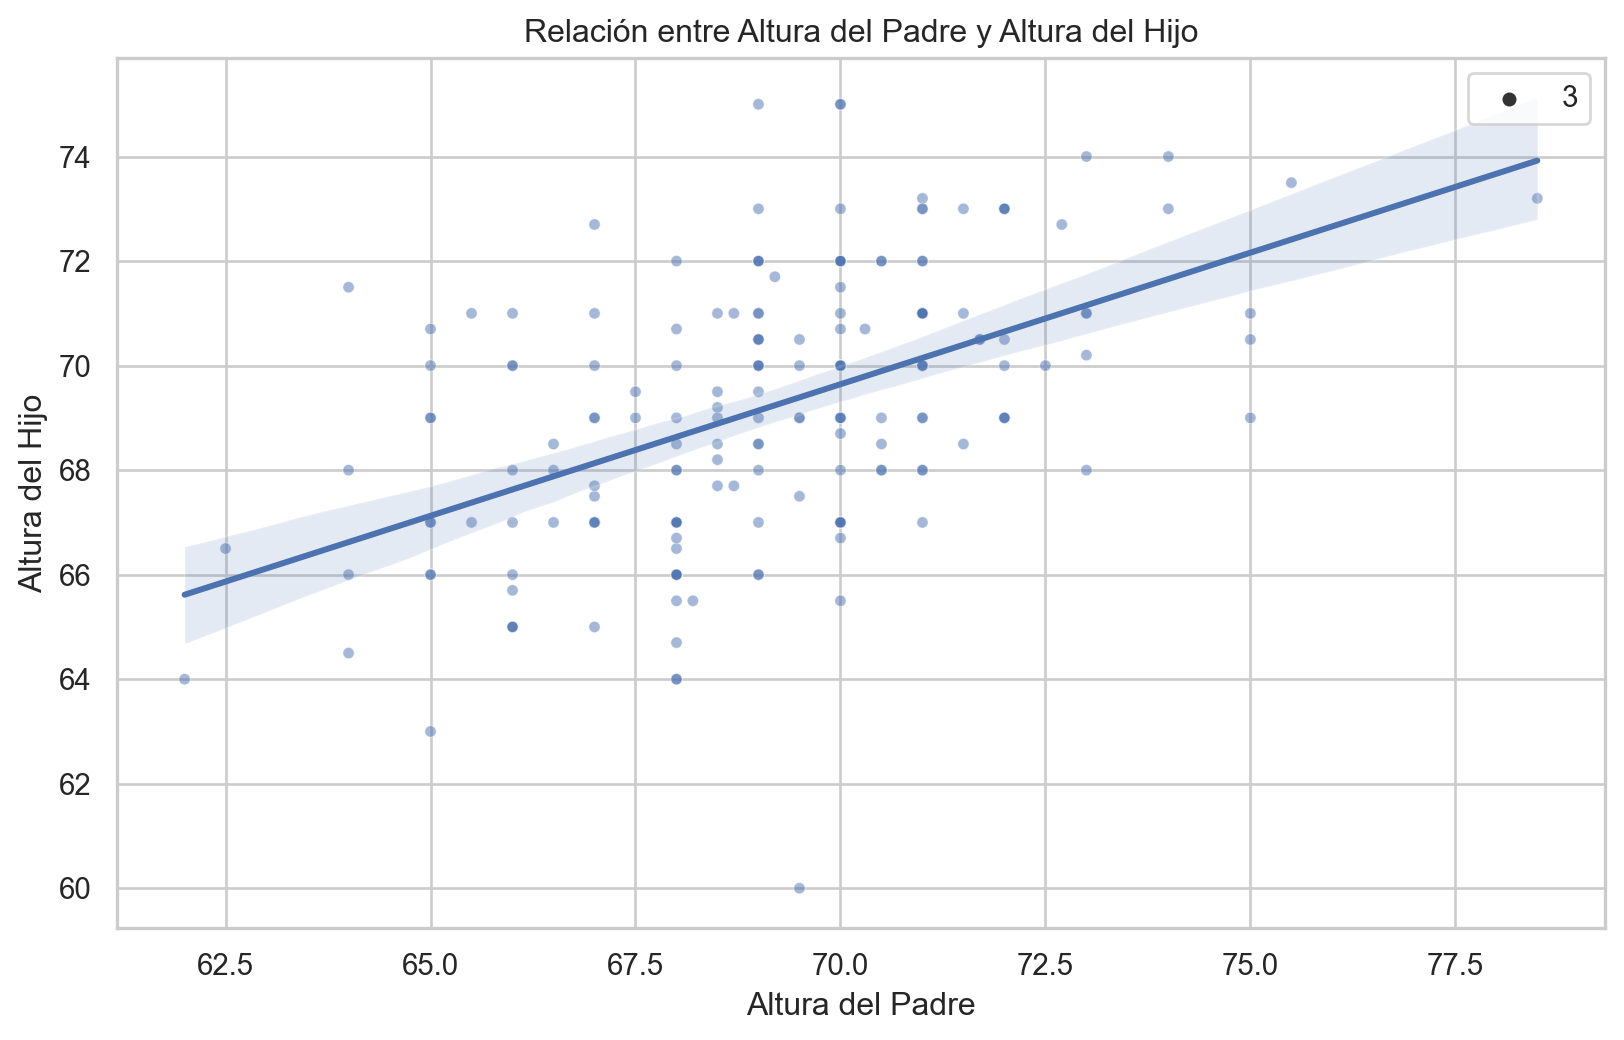 Relación entre Altura del Padre y Altura del Hijo
3
74
72
70
68
66
64
62
60
Altura del Hijo
62.5 65.0 67.5 70.0 72.5 75.0 77.5
Altura del Padre